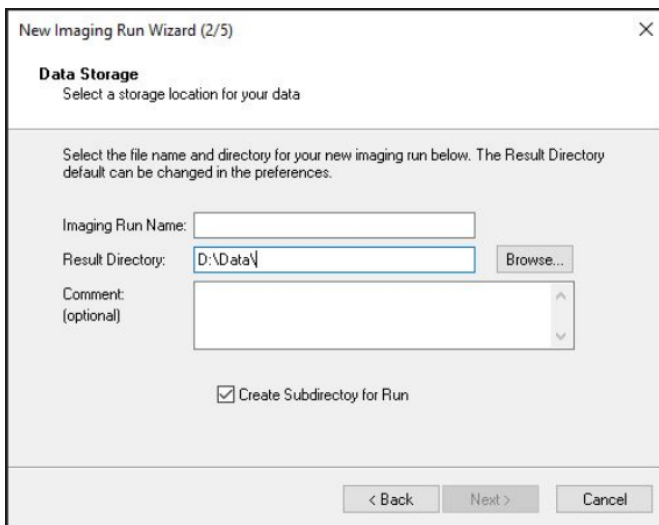 New Imaging Run Wizard (2/5)
Data Storage
Select a storage location for your data
Select the file name and directory for your new imaging run below. The Result Directory
default can be changed in the preferences.
Imaging Run Name:
Result Directory: D:\Data\ Browse...
Comment:
(optional)
Create Subdirectoy for Run
< Back Next > Cancel